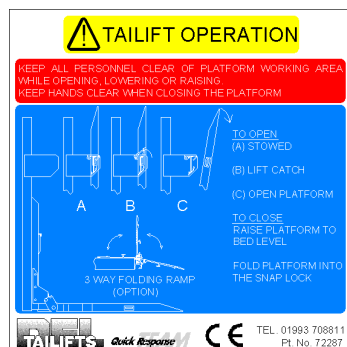 TAILIFT OPERATION
KEEP ALL PERSONNEL CLEAR OF PLATFORM WORKING AREA
WHILE OPENING, LOWERING OR RAISING.
KEEP HANDS CLEAR WHEN CLOSING THE PLATFORM
TO OPEN
(A) STOWED
(B) LIFT CATCH
(C) OPEN PLATFORM
A B C
TO CLOSE
RAISE PLATFORM TO
BED LEVEL
FOLD PLATFORM INTO
THE SNAP LOCK
3 WAY FOLDING RAMP
(OPTION)
DEL
TAILIFTS
Quick Response TEAM
CE
TEL. 01993 708811
Pt. No. 72287